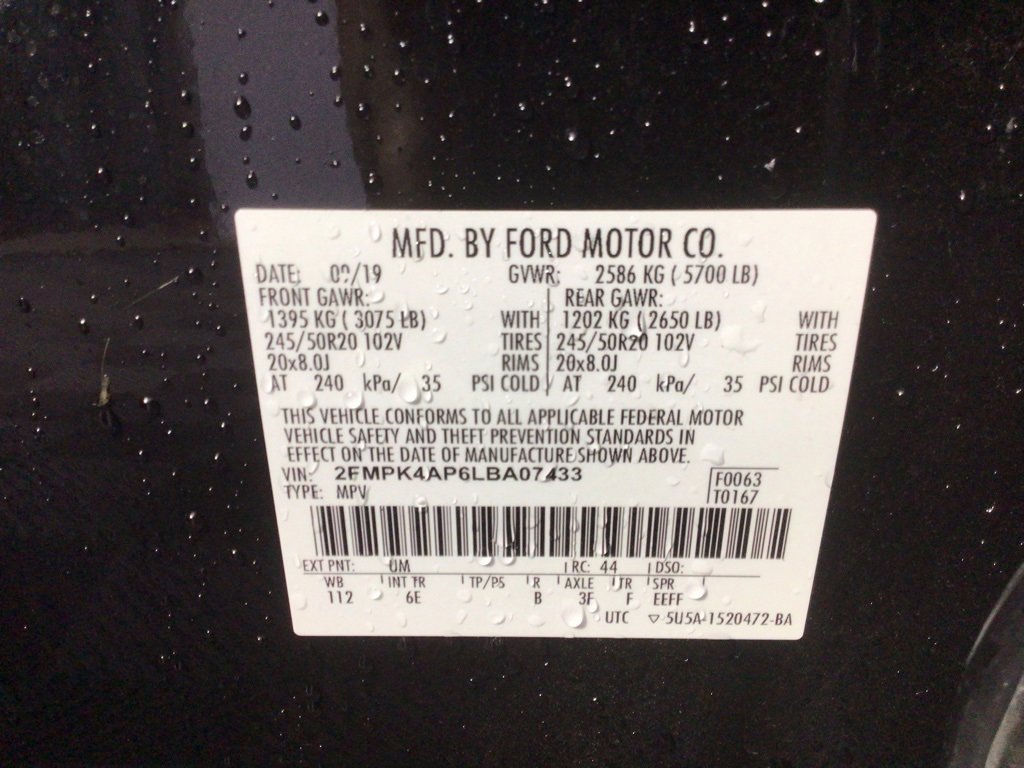 MFD. BY FORD MOTOR CO.
DATE: 09/19 GVWR: 2586 KG ( 5700 LB)
FRONT GAWR: REAR GAWR:
1395 KG ( 3075 LB) WITH 1202 KG ( 2650 LB) WITH
245/50R20 102V TIRES 245/50R20 102V TIRES
20x8.0J RIMS 20x8.0J RIMS
AT 240 kPa/ 35 PSI COLD AT 240 kPa/ 35 PSI COLD
THIS VEHICLE CONFORMS TO ALL APPLICABLE FEDERAL MOTOR
VEHICLE SAFETY AND THEFT PREVENTION STANDARDS IN
EFFECT ON THE DATE OF MANUFACTURE SHOWN ABOVE.
VIN: 2FMPK4AP6LBA07433 F0063
TYPE: MPV T0167
EXT PNT: UM RC: 44 DSO:
WB INT TR TP/PS R AXLE TR SPR
112 6E B 3F F EEFF
UTC ▽ 5U5A-1520472-BA